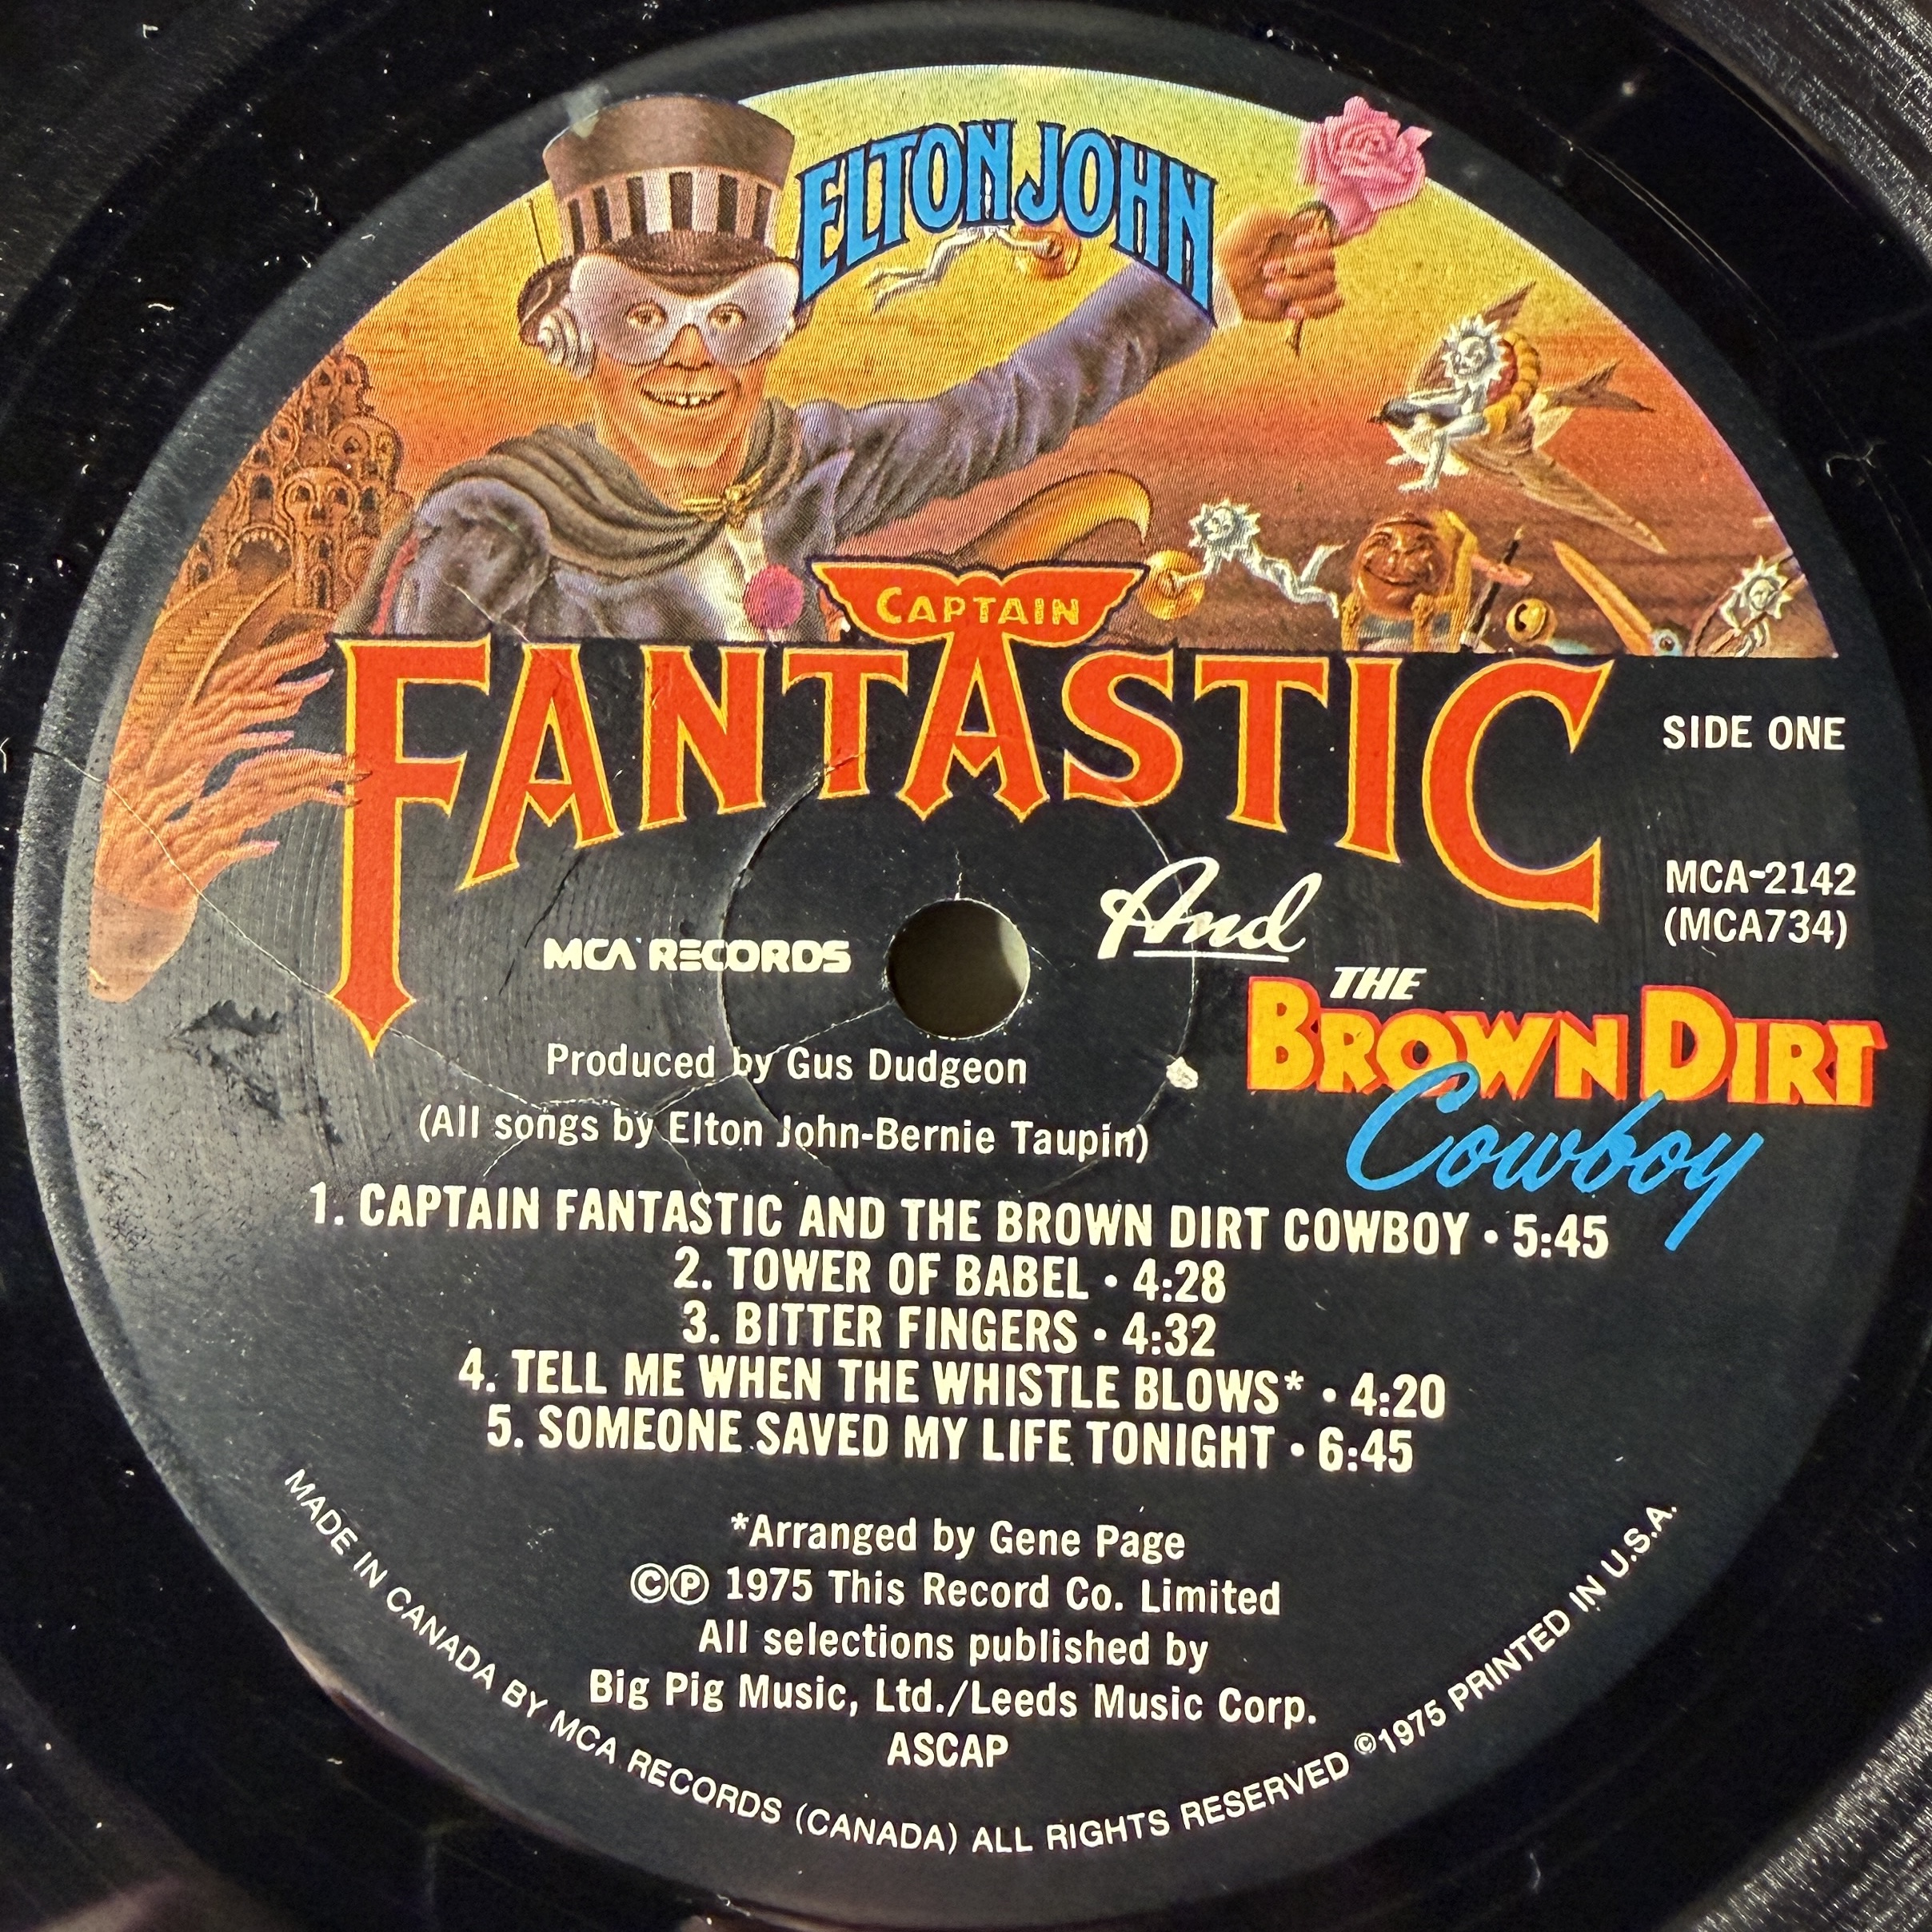 ELTON JOHN
CAPTAIN
FANTASTIC
SIDE ONE
MCA-2142
(MCA734)
And
THE
BROWN DIRT
Cowboy
MCA RECORDS
Produced by Gus Dudgeon
(All songs by Elton John-Bernie Taupin)
1. CAPTAIN FANTASTIC AND THE BROWN DIRT COWBOY • 5:45
2. TOWER OF BABEL • 4:28
3. BITTER FINGERS • 4:32
4. TELL ME WHEN THE WHISTLE BLOWS* • 4:20
5. SOMEONE SAVED MY LIFE TONIGHT • 6:45
*Arranged by Gene Page
©℗ 1975 This Record Co. Limited
All selections published by
Big Pig Music, Ltd./Leeds Music Corp.
ASCAP
MADE IN CANADA BY MCA RECORDS (CANADA) ALL RIGHTS RESERVED ©1975 PRINTED IN U.S.A.